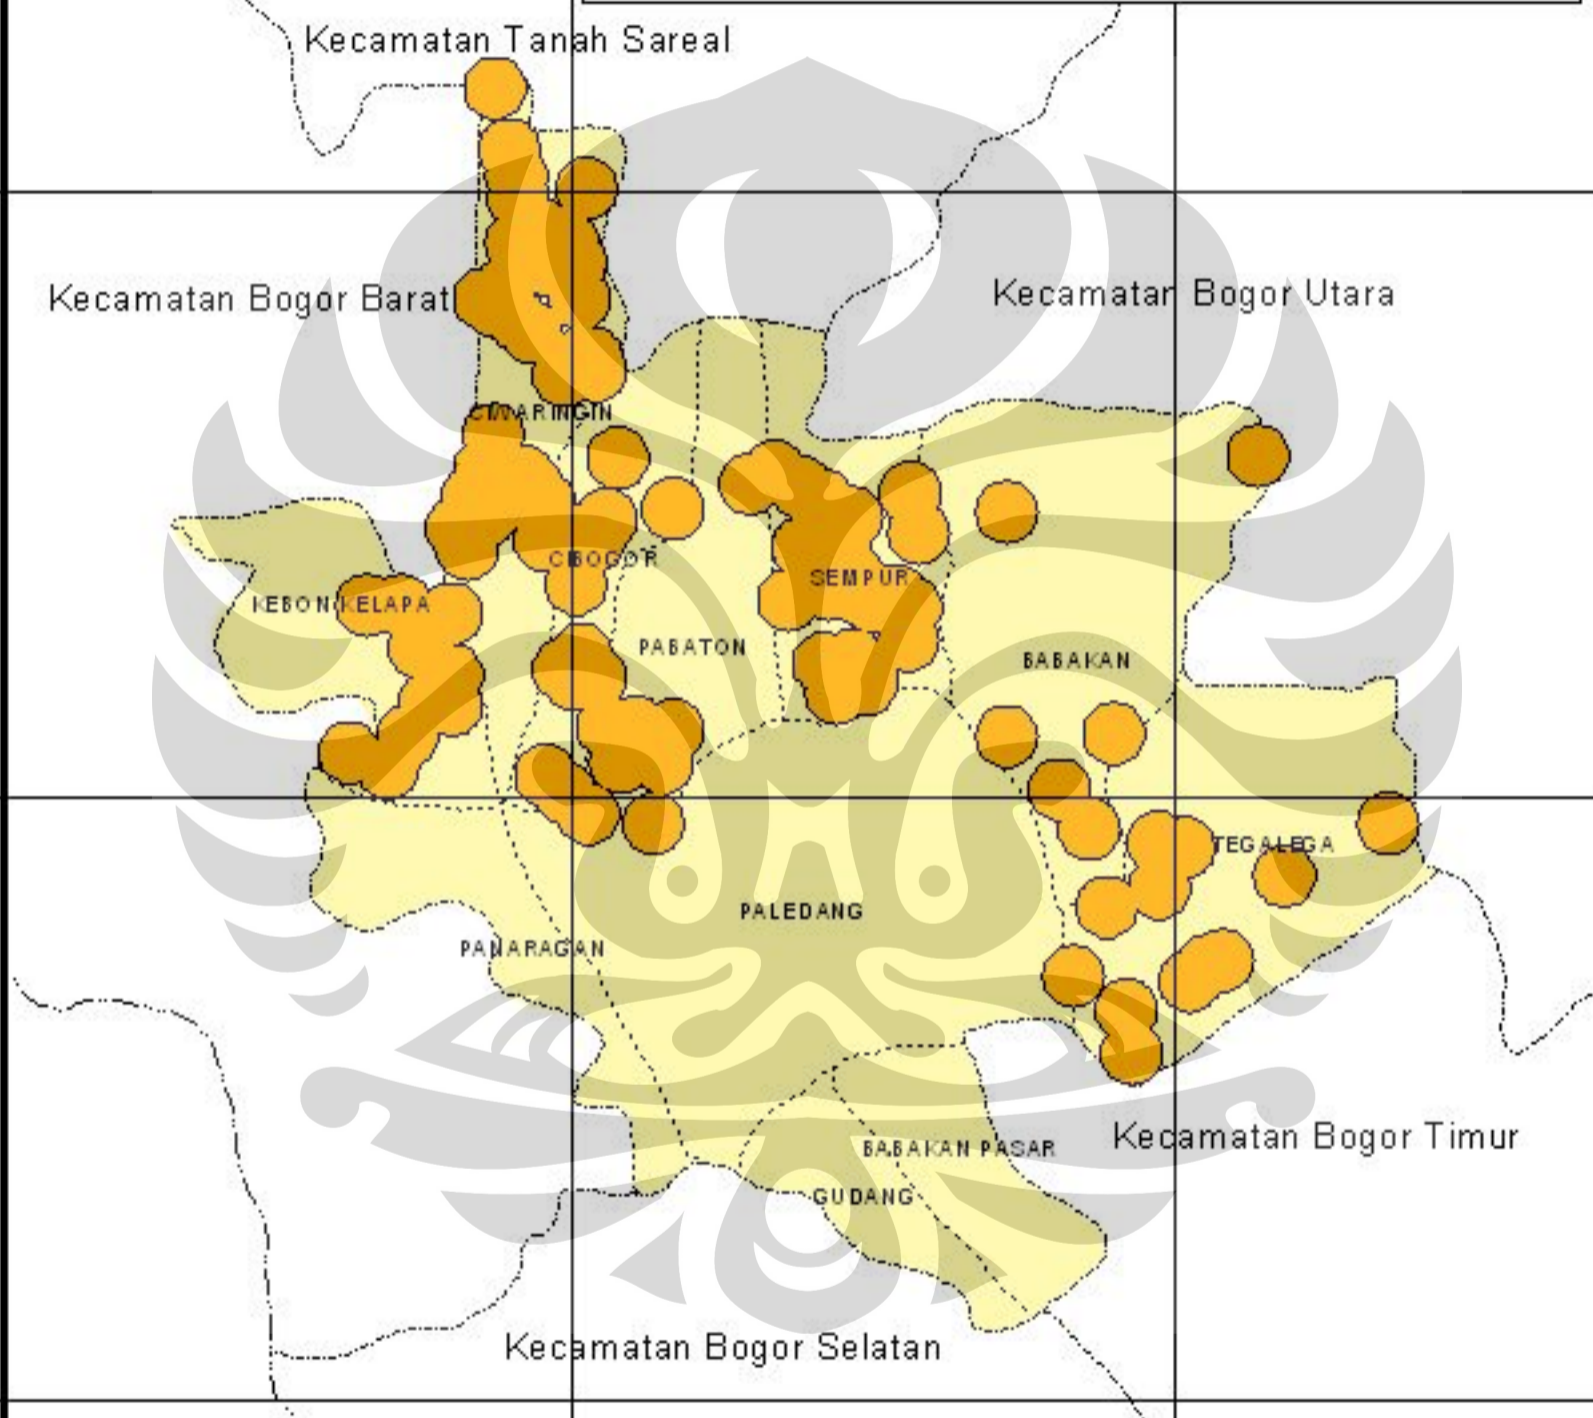 Kecamatan Tanah Sareal
Kecamatan Bogor Barat
Kecamatan Bogor Utara
CIWARINGIN
CIBOGOR
SEMPUR
KEBON KELAPA
PABATON
BABAKAN
TEGALEGA
PALEDANG
PANARAGAN
Kecamatan Bogor Timur
BABAKAN PASAR
GUDANG
Kecamatan Bogor Selatan